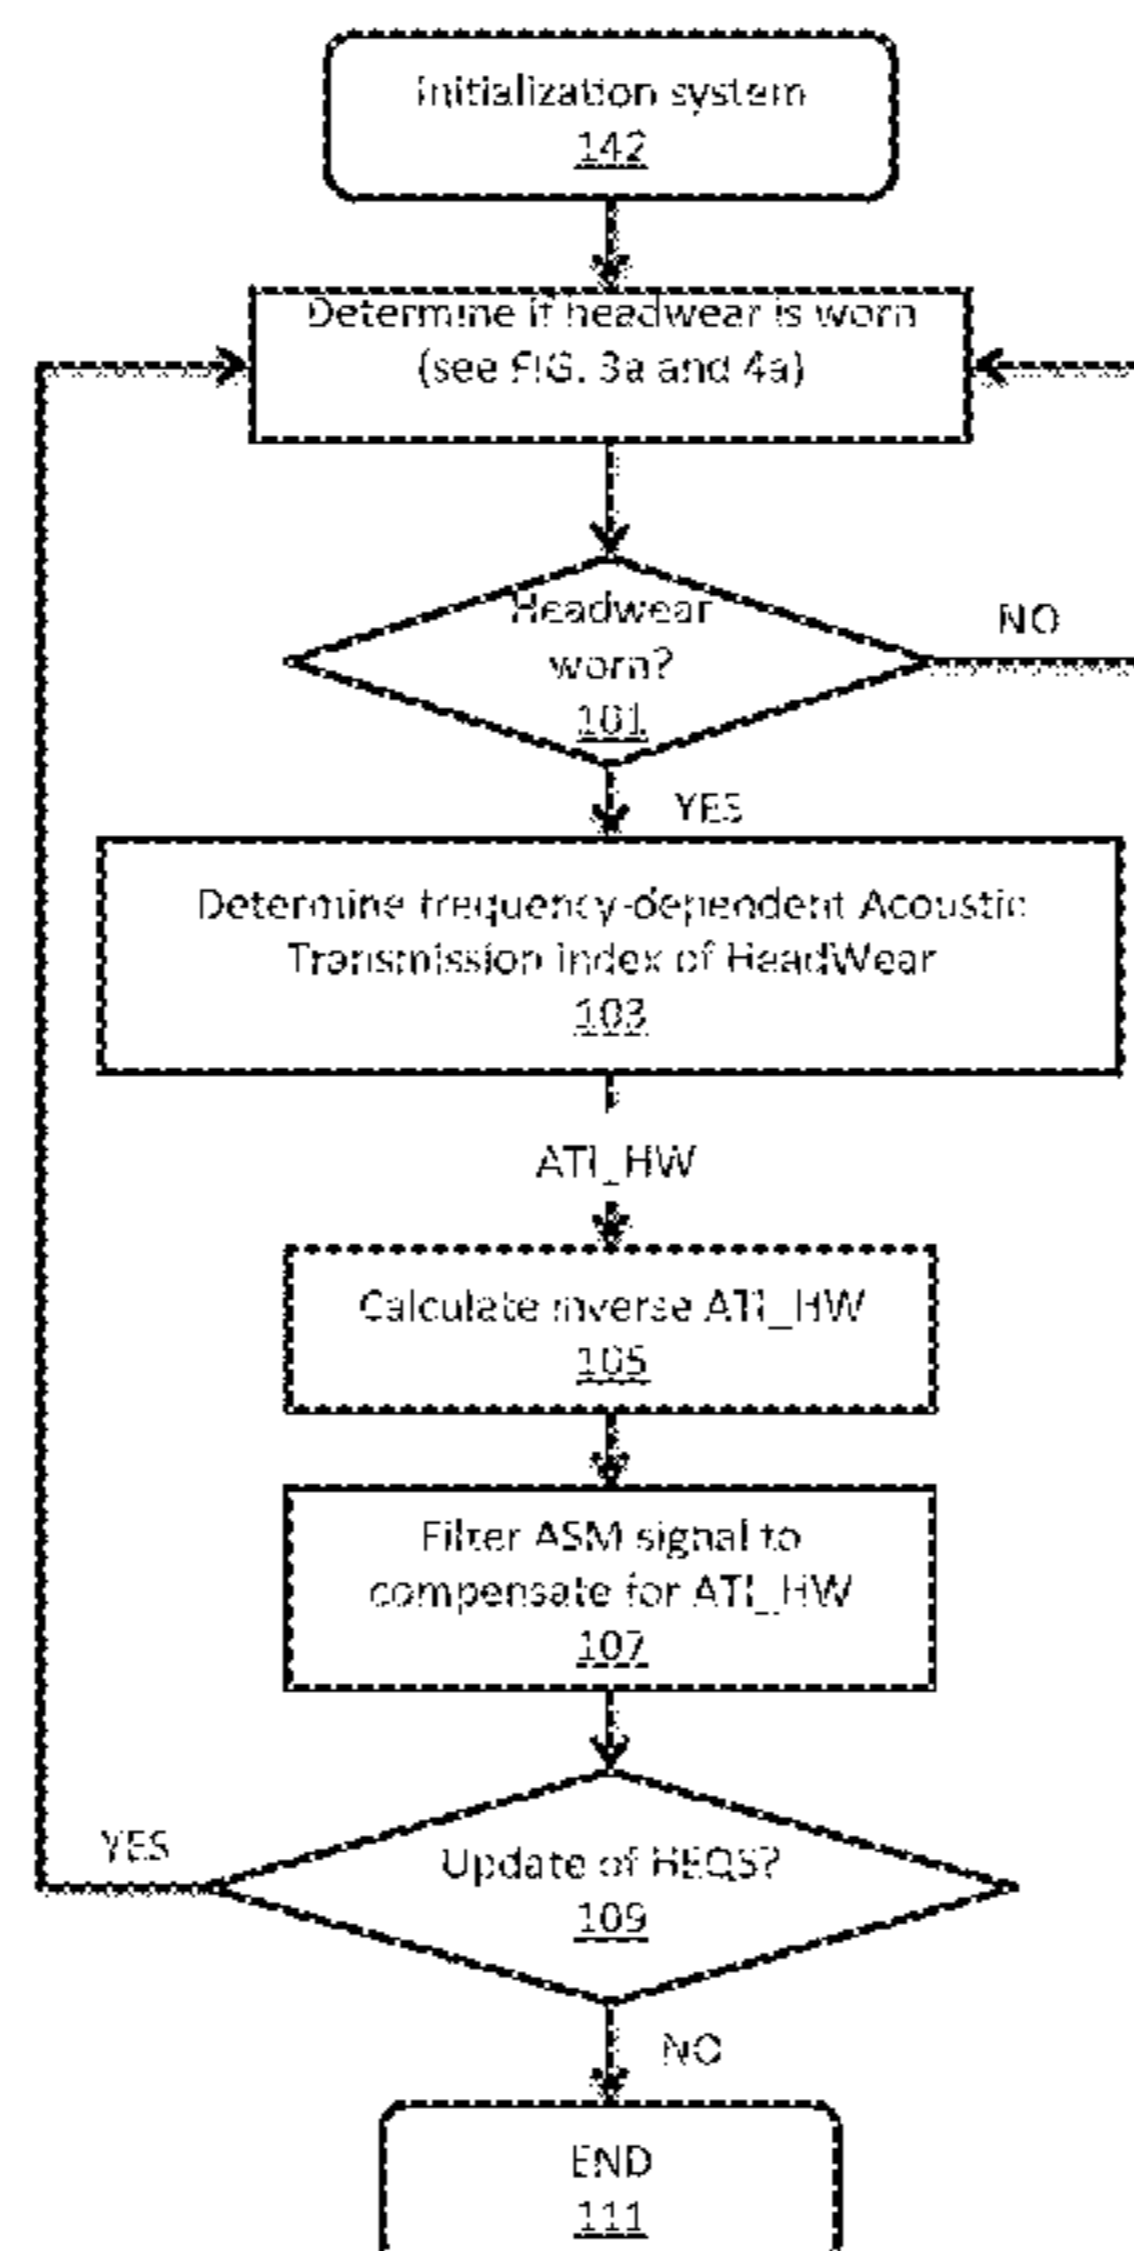 Initialization system
142
Determine if headwear is worn
(see FIG. 3a and 4a)
Headwear
worn?
101
NO
YES
Determine frequency-dependent Acoustic
Transmission Index of HeadWear
103
ATI_HW
Calculate inverse ATI_HW
105
Filter ASM signal to
compensate for ATI_HW
107
YES
Update of HEQS?
109
NO
END
111